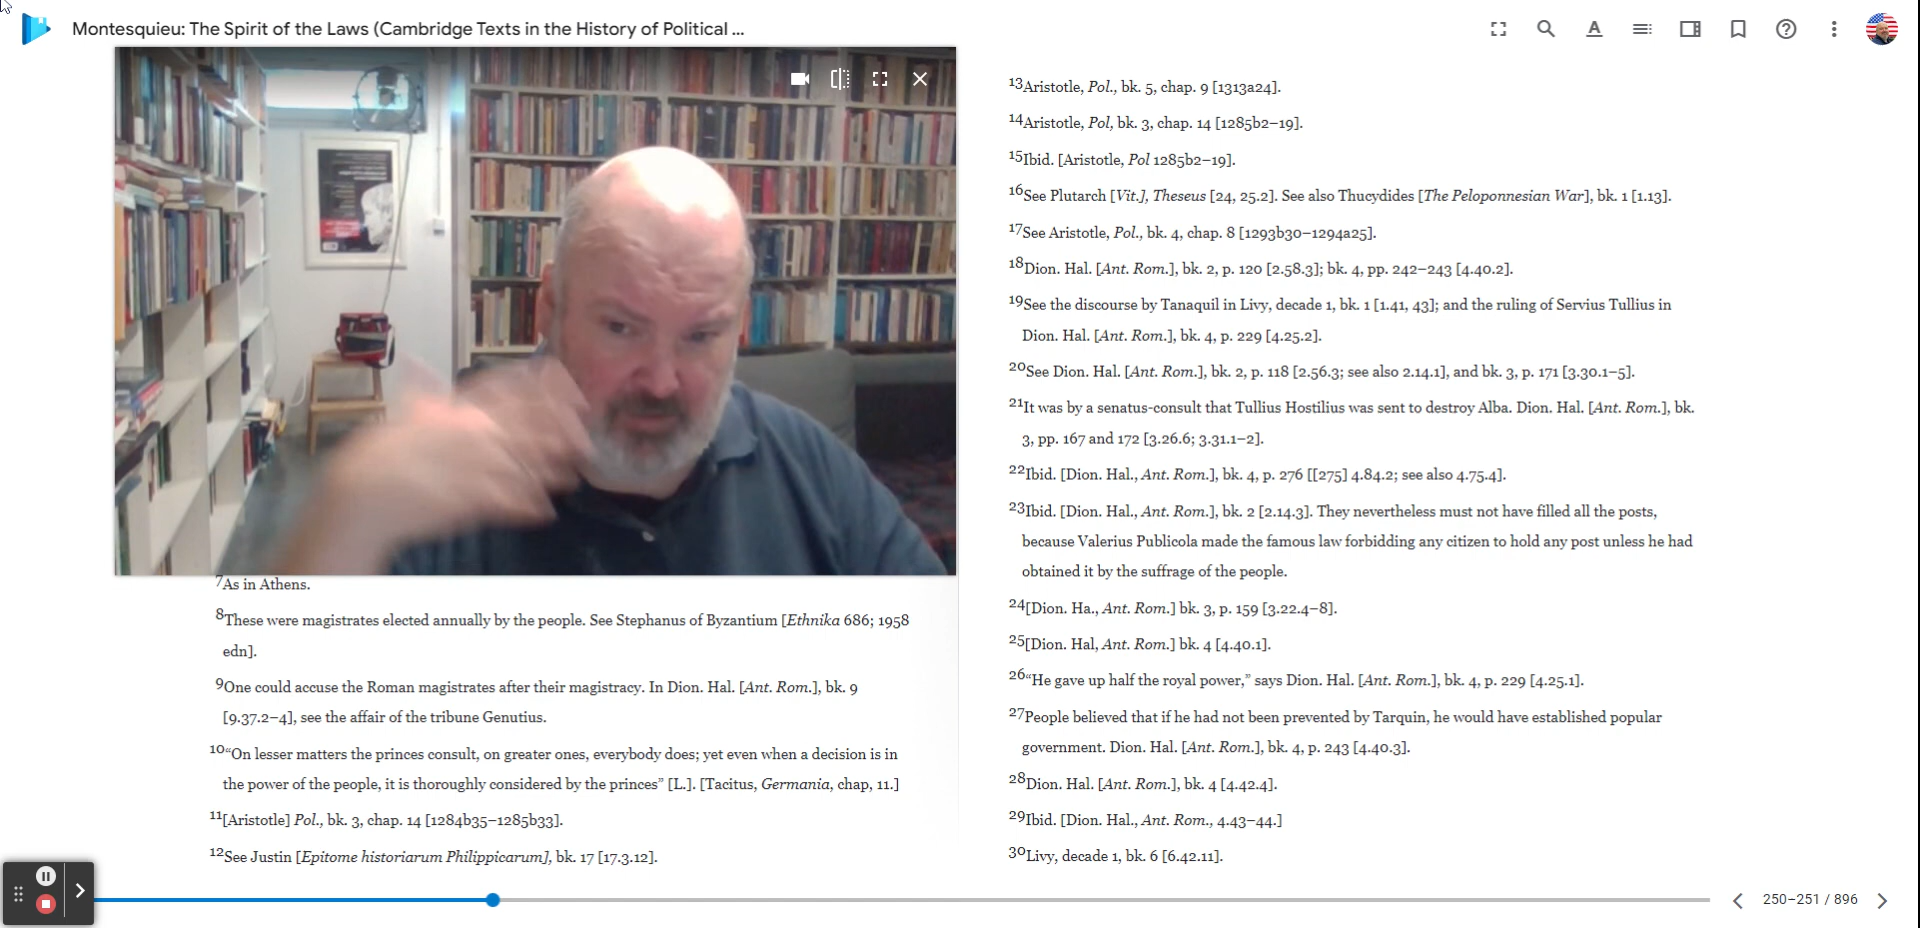 Montesquieu: The Spirit of the Laws (Cambridge Texts in the History of Political ...
7As in Athens.
8These were magistrates elected annually by the people. See Stephanus of Byzantium [Ethnika 686; 1958
edn].
9One could accuse the Roman magistrates after their magistracy. In Dion. Hal. [Ant. Rom.], bk. 9
[9.37.2–4], see the affair of the tribune Genutius.
10“On lesser matters the princes consult, on greater ones, everybody does; yet even when a decision is in
the power of the people, it is thoroughly considered by the princes” [L.]. [Tacitus, Germania, chap, 11.]
11[Aristotle] Pol., bk. 3, chap. 14 [1284b35–1285b33].
12See Justin [Epitome historiarum Philippicarum], bk. 17 [17.3.12].
13Aristotle, Pol., bk. 5, chap. 9 [1313a24].
14Aristotle, Pol, bk. 3, chap. 14 [1285b2–19].
15Ibid. [Aristotle, Pol 1285b2–19].
16See Plutarch [Vit.], Theseus [24, 25.2]. See also Thucydides [The Peloponnesian War], bk. 1 [1.13].
17See Aristotle, Pol., bk. 4, chap. 8 [1293b30–1294a25].
18Dion. Hal. [Ant. Rom.], bk. 2, p. 120 [2.58.3]; bk. 4, pp. 242–243 [4.40.2].
19See the discourse by Tanaquil in Livy, decade 1, bk. 1 [1.41, 43]; and the ruling of Servius Tullius in
Dion. Hal. [Ant. Rom.], bk. 4, p. 229 [4.25.2].
20See Dion. Hal. [Ant. Rom.], bk. 2, p. 118 [2.56.3; see also 2.14.1], and bk. 3, p. 171 [3.30.1–5].
21It was by a senatus-consult that Tullius Hostilius was sent to destroy Alba. Dion. Hal. [Ant. Rom.], bk.
3, pp. 167 and 172 [3.26.6; 3.31.1–2].
22Ibid. [Dion. Hal., Ant. Rom.], bk. 4, p. 276 [[275] 4.84.2; see also 4.75.4].
23Ibid. [Dion. Hal., Ant. Rom.], bk. 2 [2.14.3]. They nevertheless must not have filled all the posts,
because Valerius Publicola made the famous law forbidding any citizen to hold any post unless he had
obtained it by the suffrage of the people.
24[Dion. Ha., Ant. Rom.] bk. 3, p. 159 [3.22.4–8].
25[Dion. Hal, Ant. Rom.] bk. 4 [4.40.1].
26“He gave up half the royal power,” says Dion. Hal. [Ant. Rom.], bk. 4, p. 229 [4.25.1].
27People believed that if he had not been prevented by Tarquin, he would have established popular
government. Dion. Hal. [Ant. Rom.], bk. 4, p. 243 [4.40.3].
28Dion. Hal. [Ant. Rom.], bk. 4 [4.42.4].
29Ibid. [Dion. Hal., Ant. Rom., 4.43–44.]
30Livy, decade 1, bk. 6 [6.42.11].
250–251 / 896